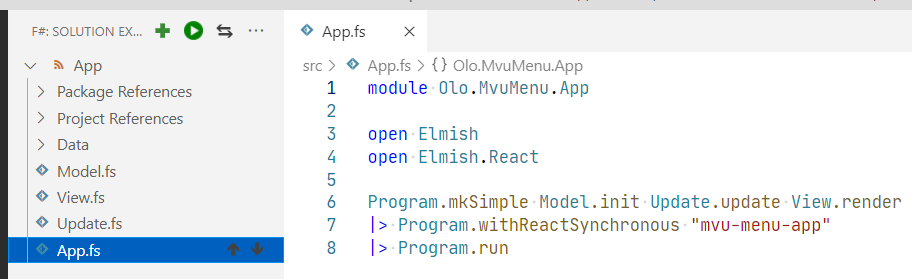 F#: SOLUTION EX...
App
Package References
Project References
Data
Model.fs
View.fs
Update.fs
App.fs
App.fs
src > App.fs > {} Olo.MvuMenu.App
1 module Olo.MvuMenu.App
2
3 open Elmish
4 open Elmish.React
5
6 Program.mkSimple Model.init Update.update View.render
7 |> Program.withReactSynchronous "mvu-menu-app"
8 |> Program.run